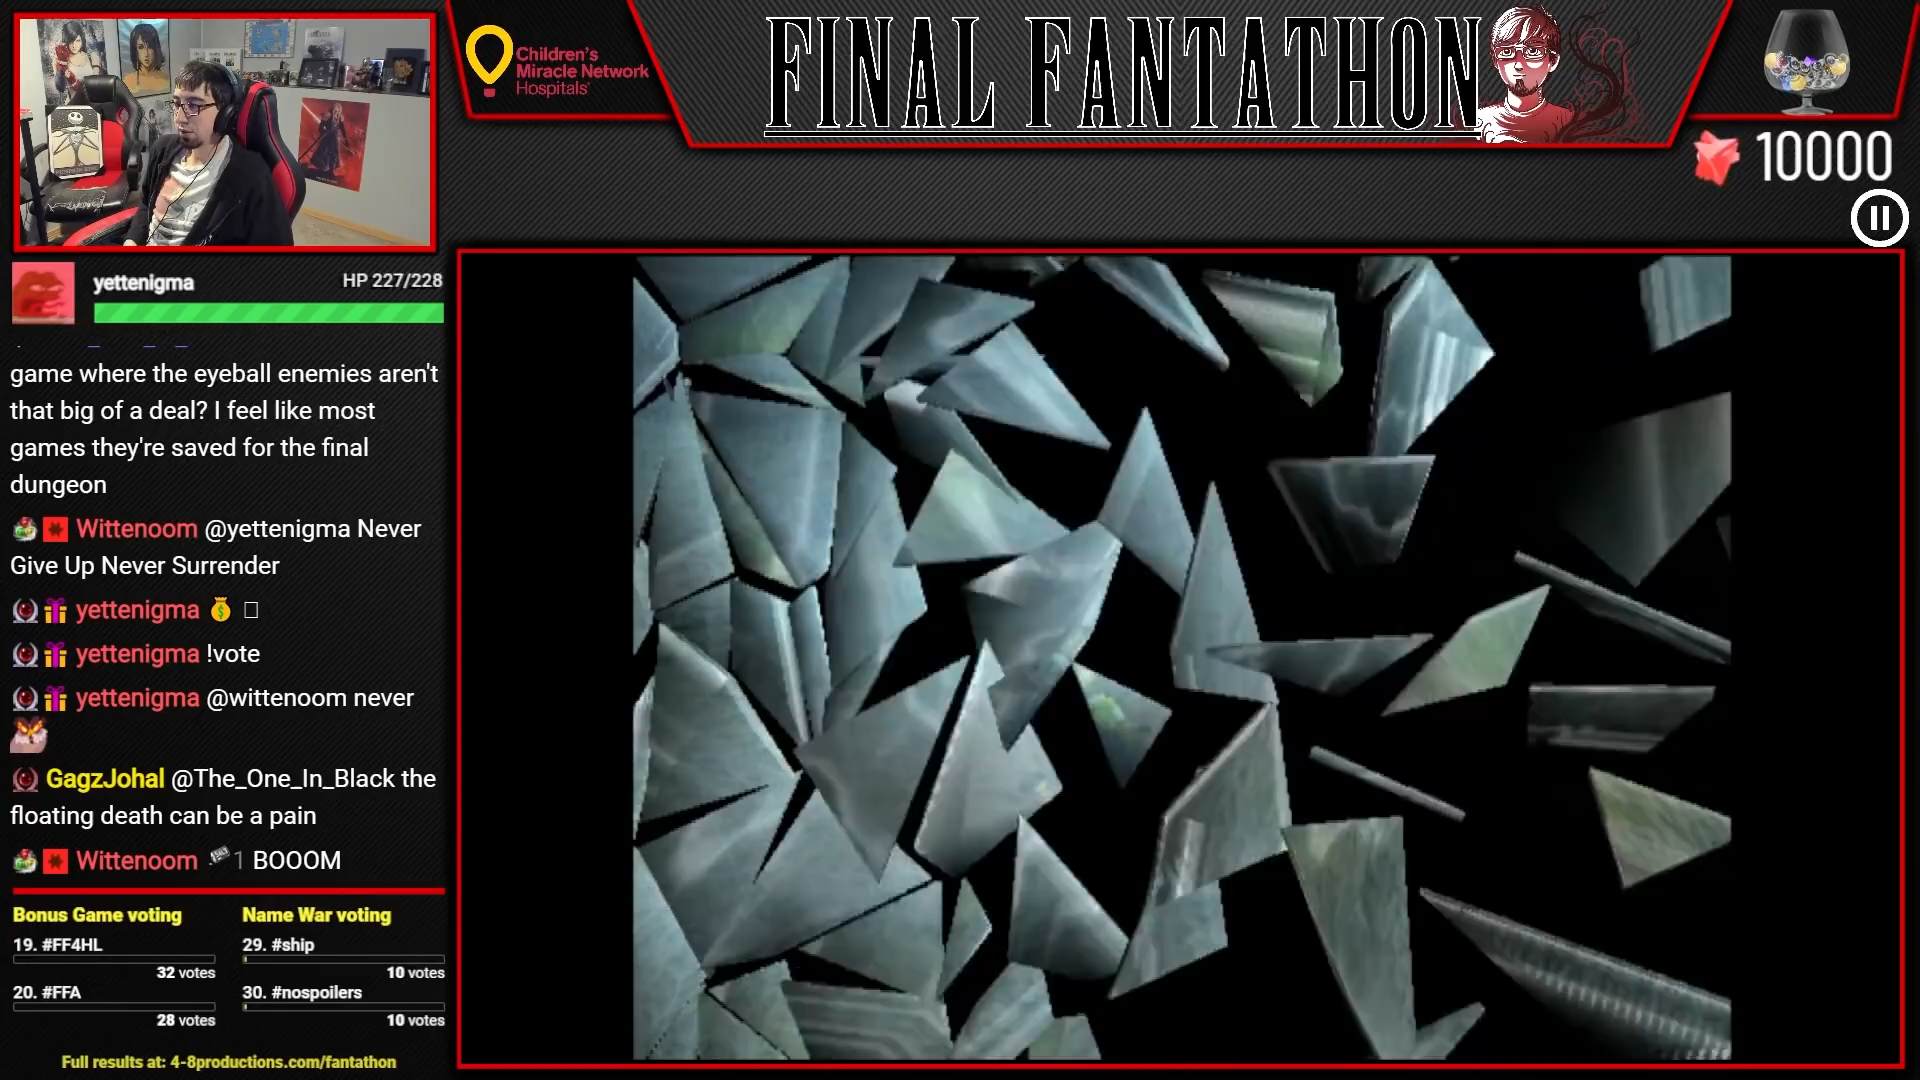 Children's
Miracle Network
Hospitals
FINAL FANTATHON
10000
yettenigma
HP 227/228
game where the eyeball enemies aren't
that big of a deal? I feel like most
games they're saved for the final
dungeon
Wittenoom @yettenigma Never
Give Up Never Surrender
yettenigma
yettenigma !vote
yettenigma @wittenoom never
GagzJohal @The_One_In_Black the
floating death can be a pain
Wittenoom 1 BOOOM
Bonus Game voting
19. #FF4HL
32 votes
20. #FFA
28 votes
Name War voting
29. #ship
10 votes
30. #nospoilers
10 votes
Full results at: 4-8productions.com/fantathon